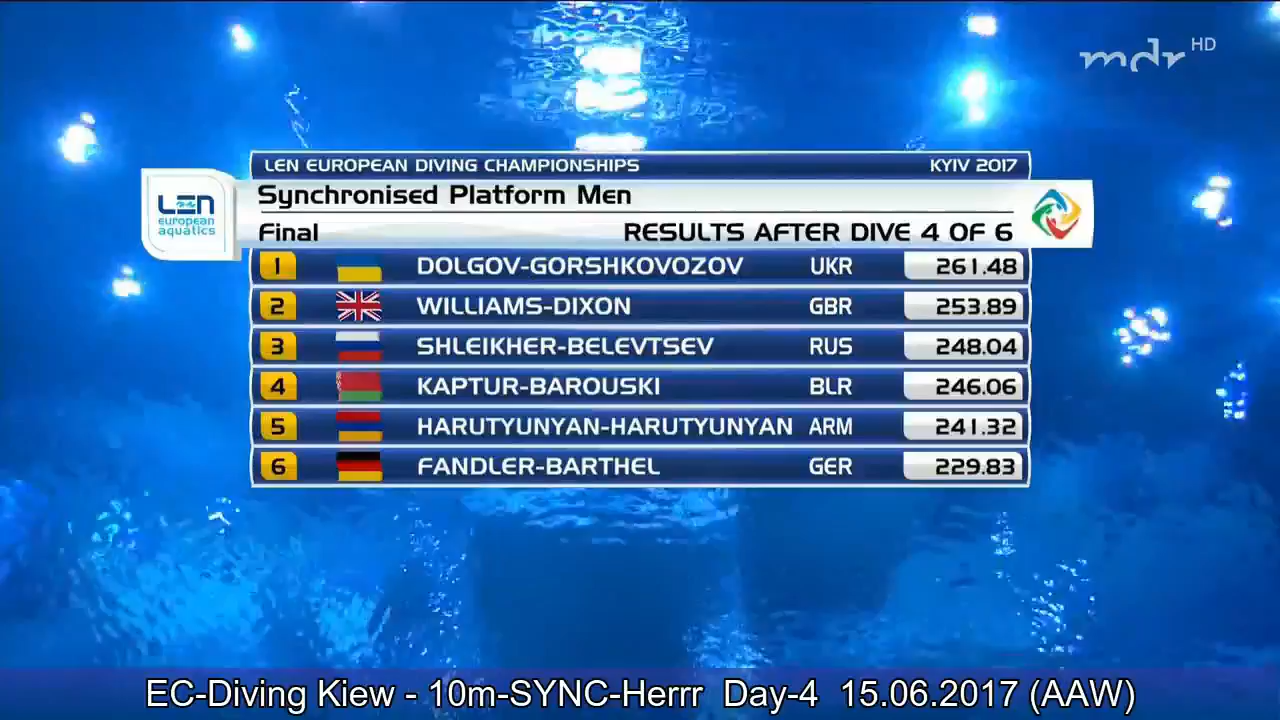 mdr HD
LEN EUROPEAN DIVING CHAMPIONSHIPS KYIV 2017
LEN european aquatics
Synchronised Platform Men
Final RESULTS AFTER DIVE 4 OF 6
1 DOLGOV-GORSHKOVOZOV UKR 261.48
2 WILLIAMS-DIXON GBR 253.89
3 SHLEIKHER-BELEVTSEV RUS 248.04
4 KAPTUR-BAROUSKI BLR 246.06
5 HARUTYUNYAN-HARUTYUNYAN ARM 241.32
6 FANDLER-BARTHEL GER 229.83
EC-Diving Kiew - 10m-SYNC-Herrr Day-4 15.06.2017 (AAW)